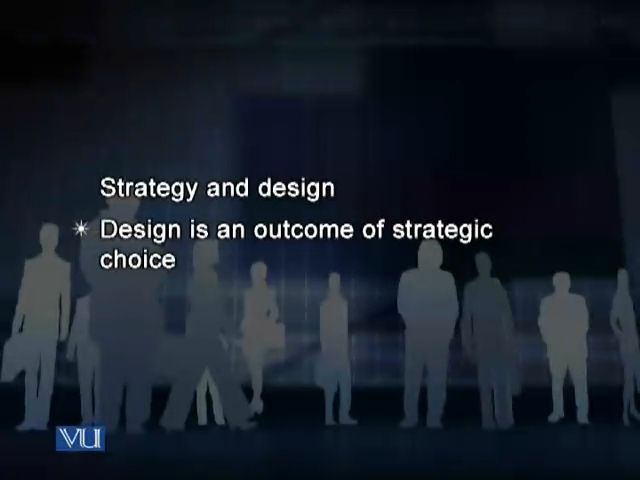 Strategy and design
Design is an outcome of strategic
choice
VU